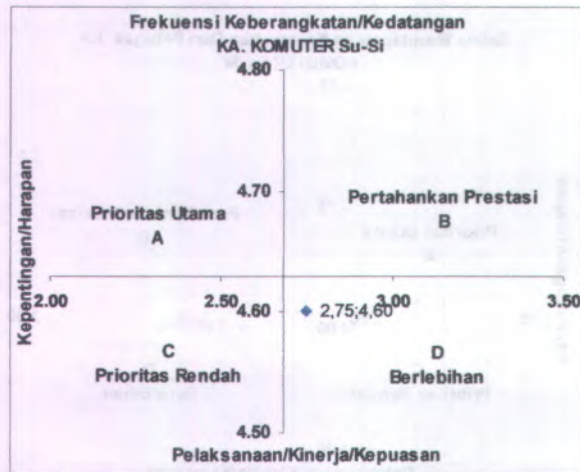 Frekuensi Keberangkatan/Kedatangan
KA. KOMUTER Su-Si
4.80
4.70
Prioritas Utama
A
Pertahankan Prestasi
B
Kepentingan/Harapan
2.00
2.50
3.00
3.50
4.60
2,75;4,60
C
Prioritas Rendah
D
Berlebihan
4.50
Pelaksanaan/Kinerja/Kepuasan